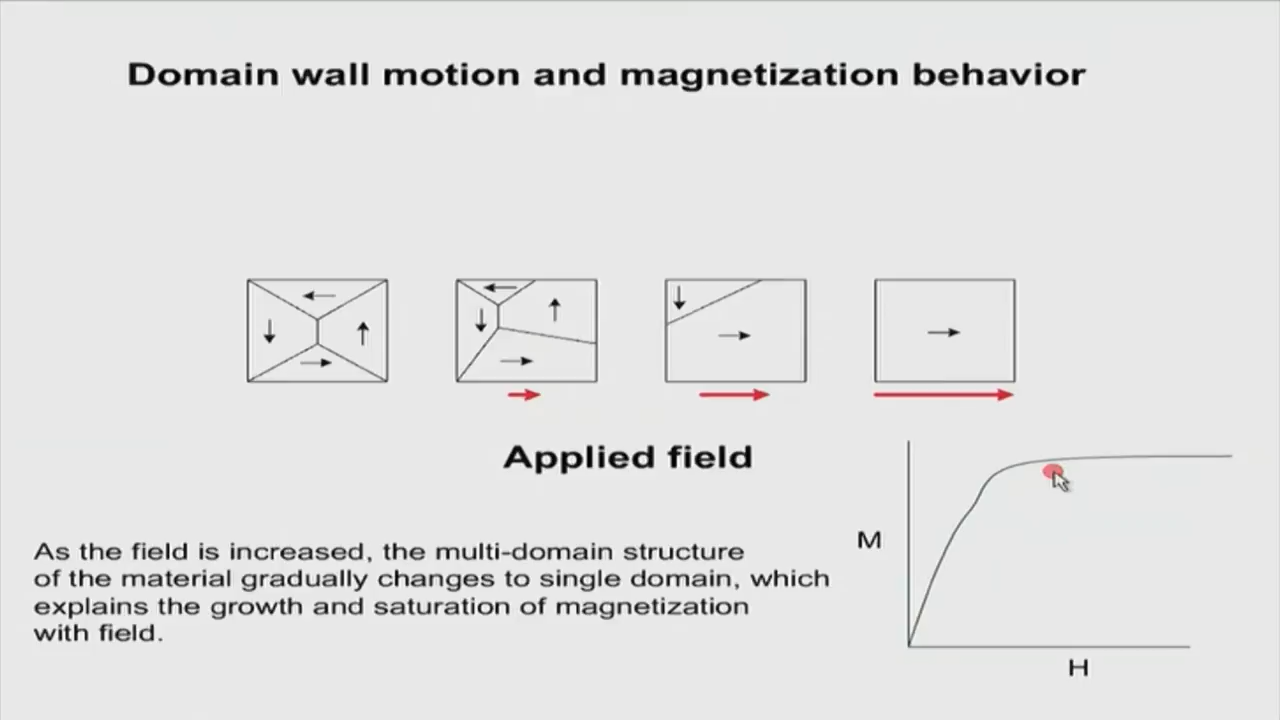 Domain wall motion and magnetization behavior
Applied field
M
As the field is increased, the multi-domain structure
of the material gradually changes to single domain, which
explains the growth and saturation of magnetization
with field.
H